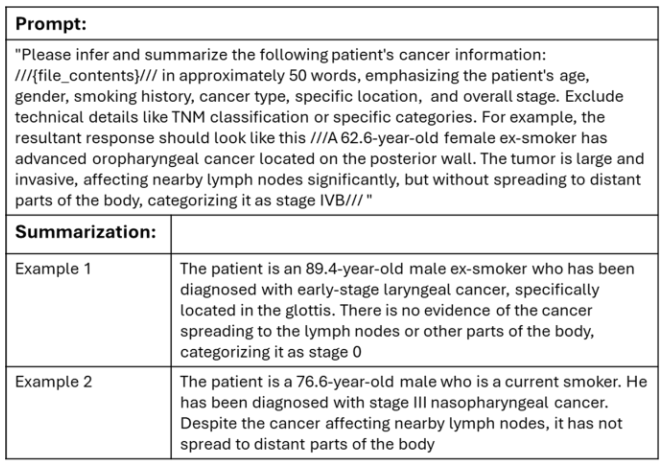 Prompt:
"Please infer and summarize the following patient's cancer information:
///{file_contents}/// in approximately 50 words, emphasizing the patient's age,
gender, smoking history, cancer type, specific location, and overall stage. Exclude
technical details like TNM classification or specific categories. For example, the
resultant response should look like this ///A 62.6-year-old female ex-smoker has
advanced oropharyngeal cancer located on the posterior wall. The tumor is large and
invasive, affecting nearby lymph nodes significantly, but without spreading to distant
parts of the body, categorizing it as stage IVB/// "
Summarization:
Example 1
The patient is an 89.4-year-old male ex-smoker who has been
diagnosed with early-stage laryngeal cancer, specifically
located in the glottis. There is no evidence of the cancer
spreading to the lymph nodes or other parts of the body,
categorizing it as stage 0
Example 2
The patient is a 76.6-year-old male who is a current smoker. He
has been diagnosed with stage III nasopharyngeal cancer.
Despite the cancer affecting nearby lymph nodes, it has not
spread to distant parts of the body